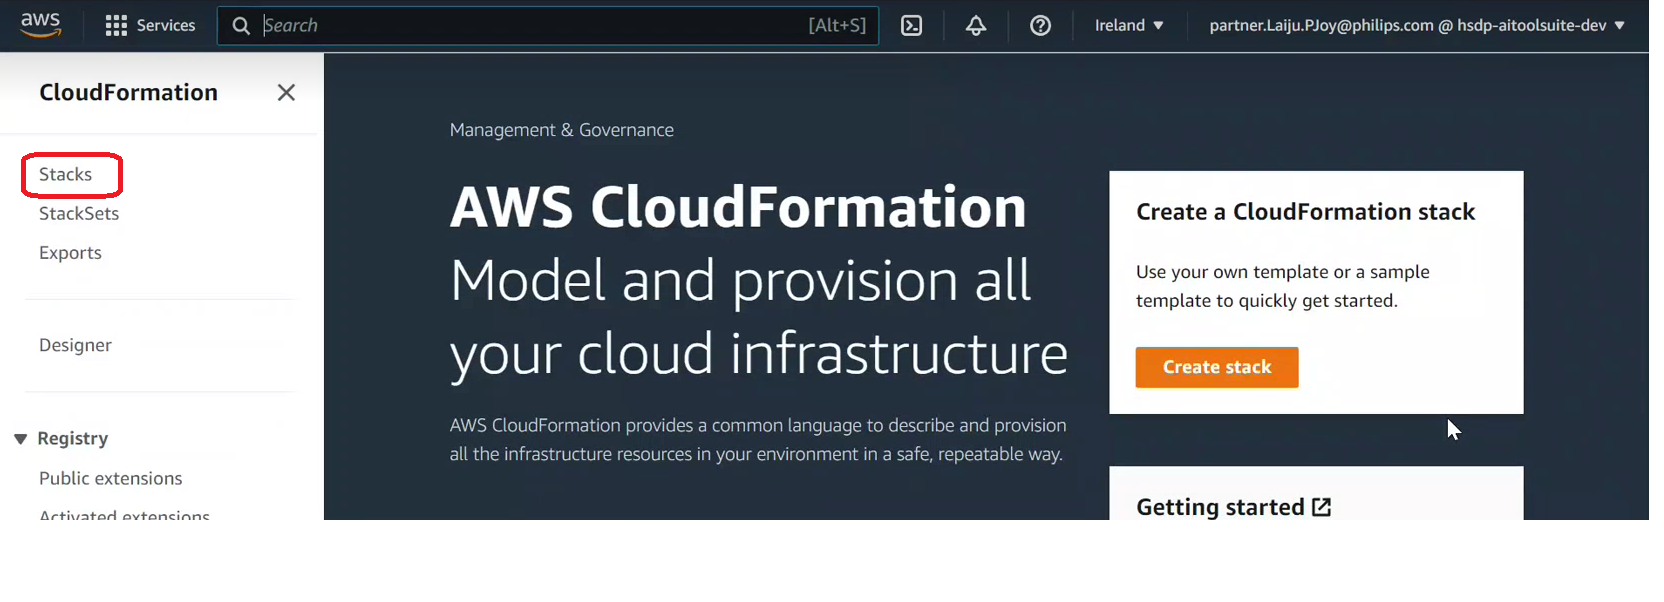 aws
Services
Search
[Alt+S]
Ireland
partner.Laiju.PJoy@philips.com @ hsdp-aitoolsuite-dev
CloudFormation
Stacks
StackSets
Exports
Designer
Registry
Public extensions
Activated extensions
Management & Governance
AWS CloudFormation
Model and provision all
your cloud infrastructure
AWS CloudFormation provides a common language to describe and provision
all the infrastructure resources in your environment in a safe, repeatable way.
Create a CloudFormation stack
Use your own template or a sample
template to quickly get started.
Create stack
Getting started